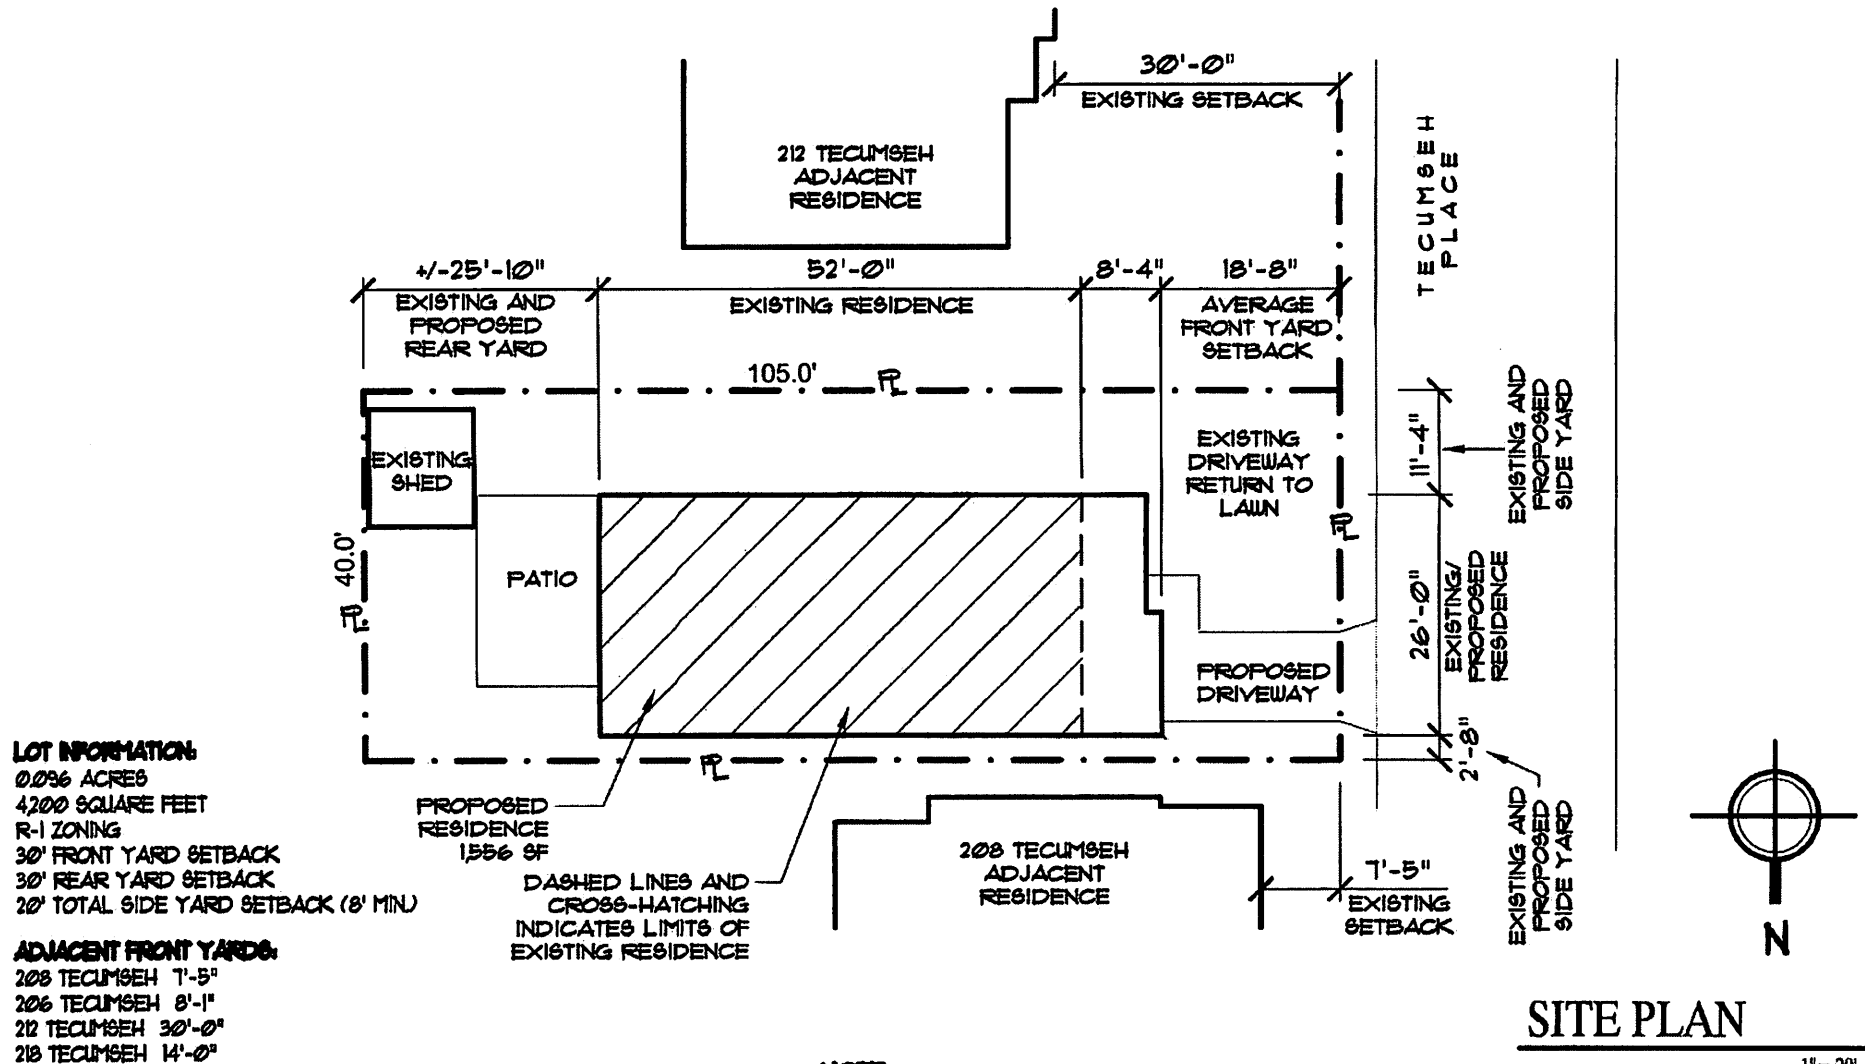 30'-0"
EXISTING SETBACK
212 TECUMSEH
ADJACENT
RESIDENCE
TECUMSEH
PLACE
+/-25'-10"
EXISTING AND
PROPOSED
REAR YARD
52'-0"
EXISTING RESIDENCE
8'-4"
18'-8"
AVERAGE
FRONT YARD
SETBACK
105.0'
PL
EXISTING
SHED
40.0'
PL
PATIO
EXISTING
DRIVEWAY
RETURN TO
LAWN
PL
11'-4"
EXISTING AND
PROPOSED
SIDE YARD
26'-0"
EXISTING/
PROPOSED
RESIDENCE
PROPOSED
DRIVEWAY
2'-8"
EXISTING AND
PROPOSED
SIDE YARD
PL
PROPOSED
RESIDENCE
1,556 SF
DASHED LINES AND
CROSS-HATCHING
INDICATES LIMITS OF
EXISTING RESIDENCE
208 TECUMSEH
ADJACENT
RESIDENCE
7'-5"
EXISTING
SETBACK
N
LOT INFORMATION:
0.096 ACRES
4,200 SQUARE FEET
R-1 ZONING
30' FRONT YARD SETBACK
30' REAR YARD SETBACK
20' TOTAL SIDE YARD SETBACK (8' MIN.)
ADJACENT FRONT YARDS:
208 TECUMSEH 7'-5"
206 TECUMSEH 8'-1"
212 TECUMSEH 30'-0"
218 TECUMSEH 14'-0"
SITE PLAN